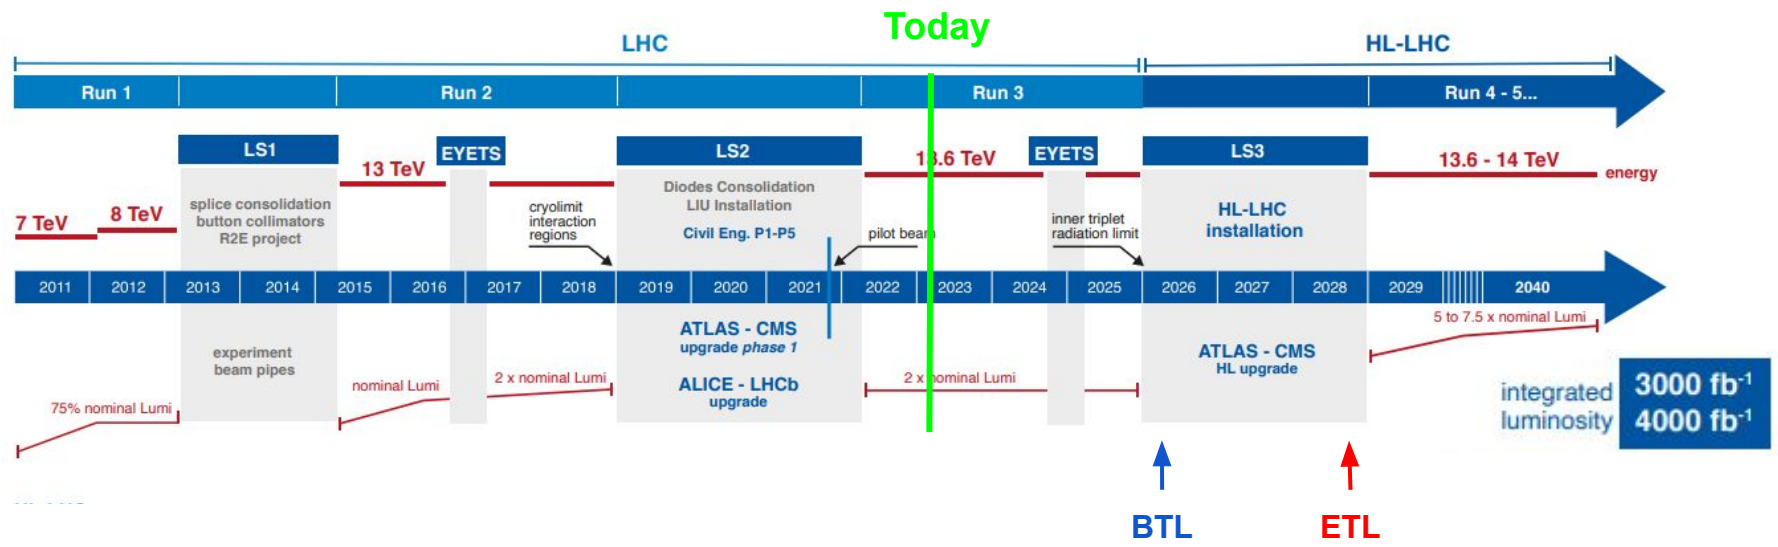 Today
LHC
HL-LHC
Run 1
Run 2
Run 3
Run 4 - 5...
LS1
EYETS
LS2
EYETS
LS3
13 TeV
13.6 TeV
13.6 - 14 TeV
energy
7 TeV
8 TeV
splice consolidation
button collimators
R2E project
cryolimit
interaction
regions
Diodes Consolidation
LIU Installation
Civil Eng. P1-P5
pilot beam
inner triplet
radiation limit
HL-LHC
installation
2011 2012 2013 2014 2015 2016 2017 2018 2019 2020 2021 2022 2023 2024 2025 2026 2027 2028 2029 2040
5 to 7.5 x nominal Lumi
experiment
beam pipes
ATLAS - CMS
upgrade phase 1
ALICE - LHCb
upgrade
ATLAS - CMS
HL upgrade
75% nominal Lumi
nominal Lumi
2 x nominal Lumi
2 x nominal Lumi
integrated
luminosity
3000 fb-1
4000 fb-1
BTL
ETL